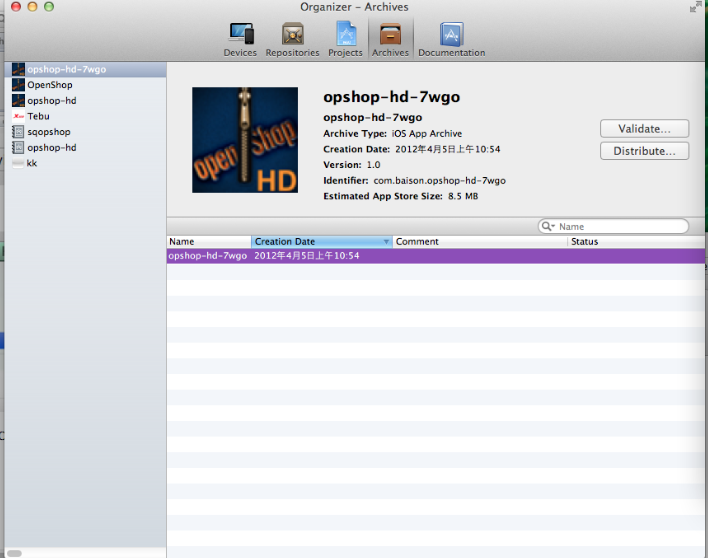 Organizer – Archives
Devices Repositories Projects Archives Documentation
opshop-hd-7wgo
OpenShop
opshop-hd
Tebu
sqopshop
opshop-hd
kk
open Shop
HD
opshop-hd-7wgo
opshop-hd-7wgo
Archive Type: iOS App Archive
Creation Date: 2012年4月5日上午10:54
Version: 1.0
Identifier: com.baison.opshop-hd-7wgo
Estimated App Store Size: 8.5 MB
Validate...
Distribute...
Name
Name Creation Date Comment Status
opshop-hd-7wgo 2012年4月5日上午10:54